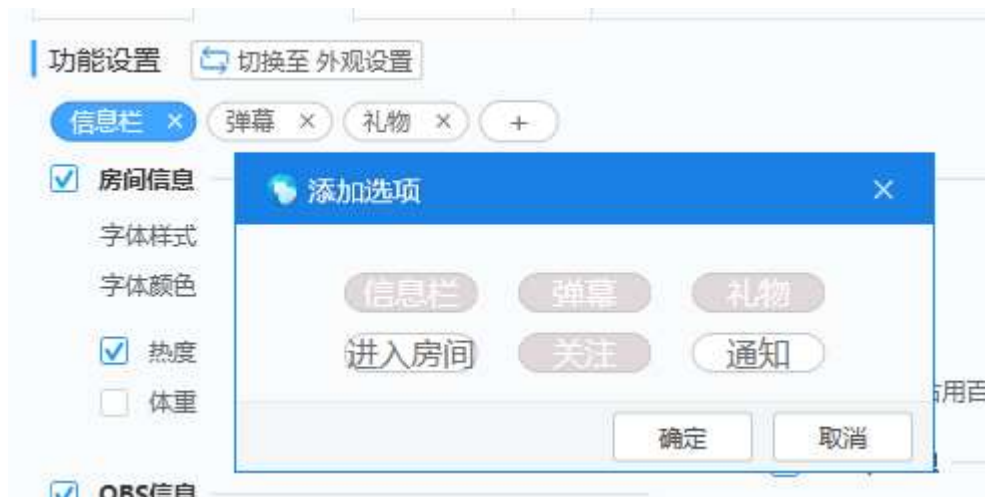 功能设置 切换至 外观设置
信息栏 × 弹幕 × 礼物 × +
房间信息
添加选项 ×
字体样式
字体颜色
信息栏 弹幕 礼物
热度
进入房间 关注 通知
体重
用百
确定 取消
OBS信息